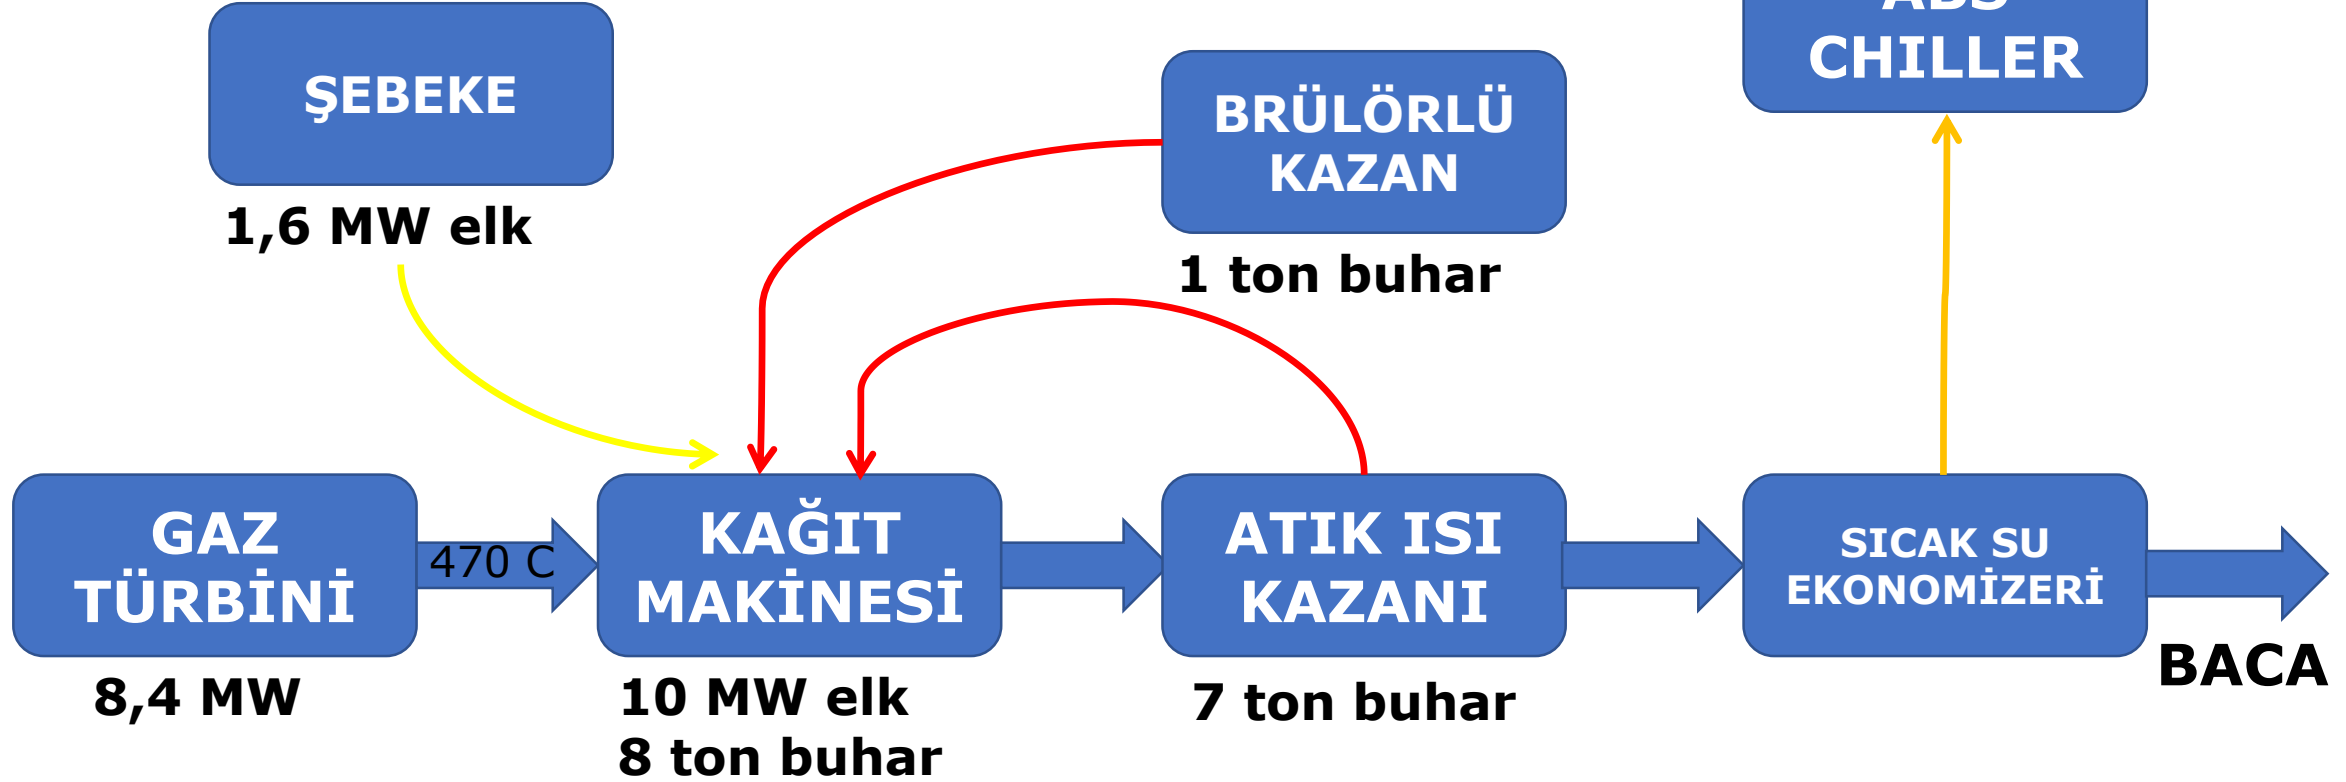 ŞEBEKE
1,6 MW elk
BRÜLÖRLÜ
KAZAN
1 ton buhar
ABS
CHILLER
GAZ
TÜRBİNİ
8,4 MW
470 C
KAĞIT
MAKİNESİ
10 MW elk
8 ton buhar
ATIK ISI
KAZANI
7 ton buhar
SICAK SU
EKONOMİZERİ
BACA